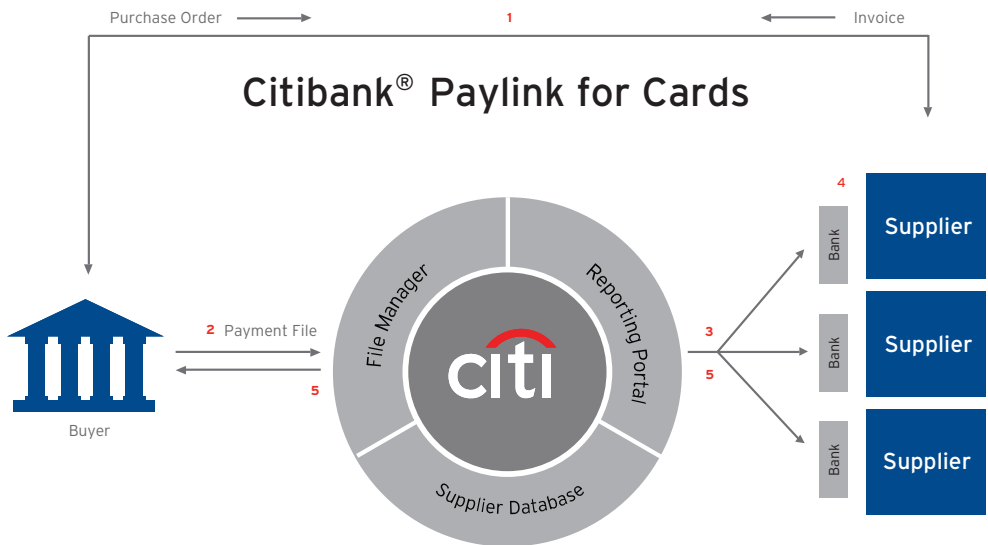 Purchase Order
1
Invoice
Citibank® Paylink for Cards
4
Supplier
Bank
File Manager
Reporting Portal
2 Payment File
citi
3
Bank
Supplier
5
5
Buyer
Bank
Supplier
Supplier Database